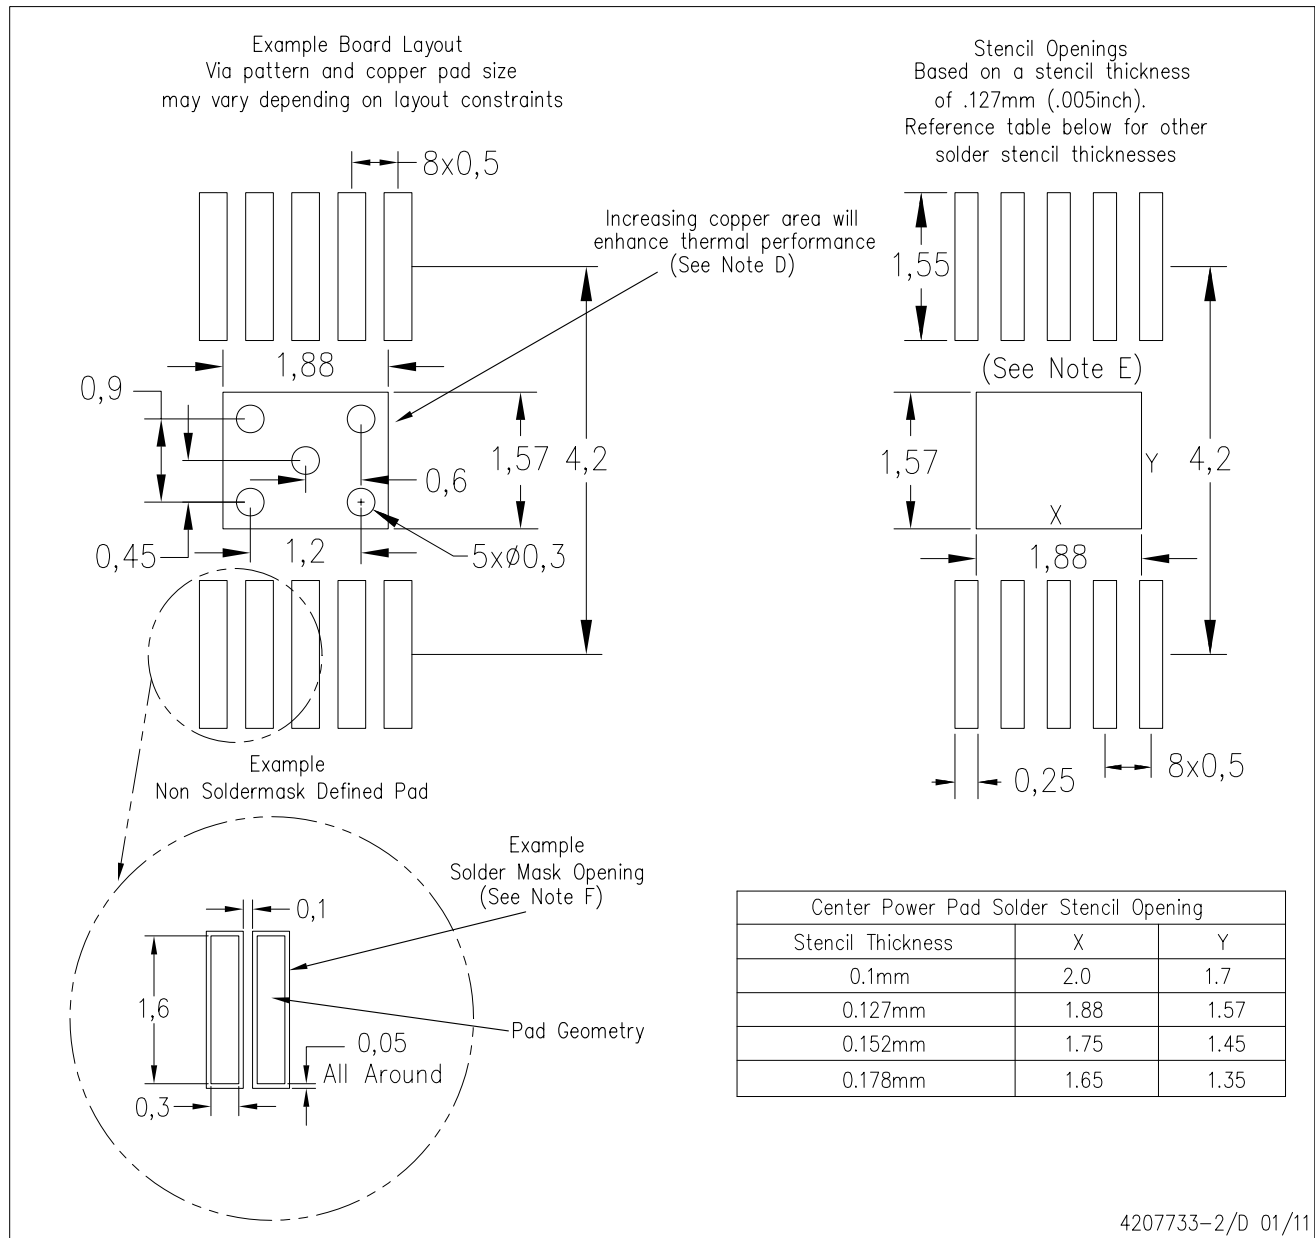 Example Board Layout
Via pattern and copper pad size
may vary depending on layout constraints
8x0,5
Increasing copper area will
enhance thermal performance
(See Note D)
1,88
0,9
1,57
4,2
0,6
0,45
1,2
5xø0,3
Example
Non Soldermask Defined Pad
Example
Solder Mask Opening
(See Note F)
0,1
1,6
Pad Geometry
0,05
All Around
0,3
Stencil Openings
Based on a stencil thickness
of .127mm (.005inch).
Reference table below for other
solder stencil thicknesses
1,55
(See Note E)
1,57
Y
4,2
X
1,88
0,25
8x0,5
Center Power Pad Solder Stencil Opening
Stencil Thickness X Y
0.1mm 2.0 1.7
0.127mm 1.88 1.57
0.152mm 1.75 1.45
0.178mm 1.65 1.35
4207733-2/D 01/11